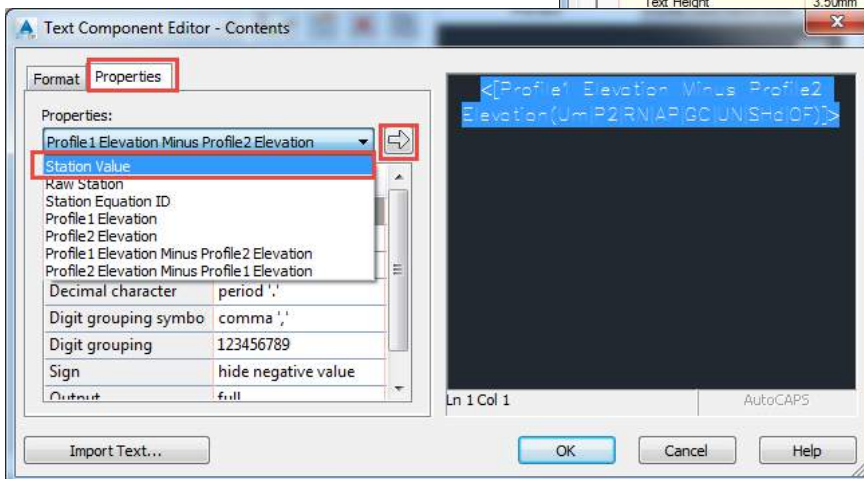 Text Height 3.50mm
Text Component Editor - Contents
Format Properties
Properties:
Profile1 Elevation Minus Profile2 Elevation
Station Value
Raw Station
Station Equation ID
Profile1 Elevation
Profile2 Elevation
Profile1 Elevation Minus Profile2 Elevation
Profile2 Elevation Minus Profile1 Elevation
Decimal character period '.'
Digit grouping symbo comma ','
Digit grouping 123456789
Sign hide negative value
Output full
<[Profile1 Elevation Minus Profile2
Elevation(Um|P2|RN|AP|GC|UN|SHd|OF)]>
Ln 1 Col 1 AutoCAPS
Import Text... OK Cancel Help